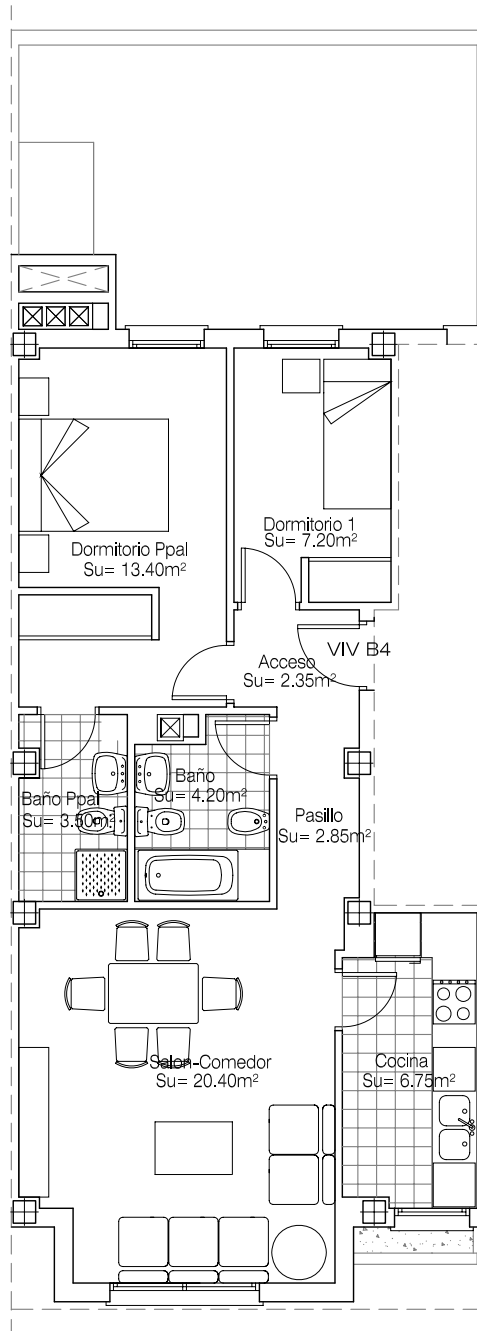 Dormitorio 1
Su= 7.20m²
Dormitorio Ppal
Su= 13.40m²
VIV B4
Acceso
Su= 2.35m²
Baño
Su= 4.20m²
Baño Ppal
Su= 3.50m²
Pasillo
Su= 2.85m²
Salon-Comedor
Su= 20.40m²
Cocina
Su= 6.75m²